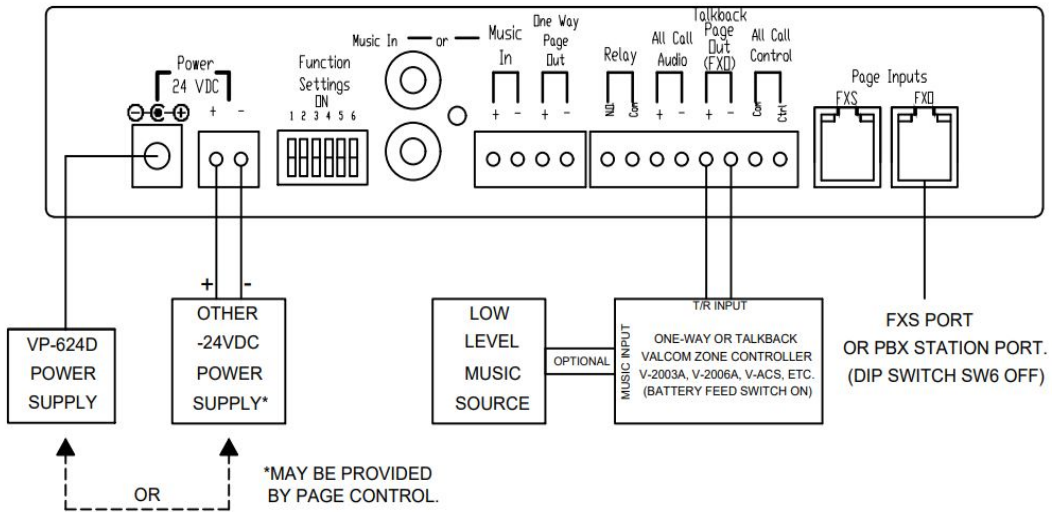 Power
24 VDC
+ -
- +
Function
Settings
ON
1 2 3 4 5 6
Music In
or
Music
In
+ -
One Way
Page
Out
+ -
Relay
N.O.
Com
All Call
Audio
+ -
Talkback
Page
Out
(FXO)
+ -
All Call
Control
Com
Ctrl
Page Inputs
FXS
FXO
+ -
VP-624D
POWER
SUPPLY
OTHER
-24VDC
POWER
SUPPLY*
OR
*MAY BE PROVIDED
BY PAGE CONTROL.
LOW
LEVEL
MUSIC
SOURCE
OPTIONAL
MUSIC INPUT
T/R INPUT
ONE-WAY OR TALKBACK
VALCOM ZONE CONTROLLER
V-2003A, V-2006A, V-ACS, ETC.
(BATTERY FEED SWITCH ON)
FXS PORT
OR PBX STATION PORT.
(DIP SWITCH SW6 OFF)